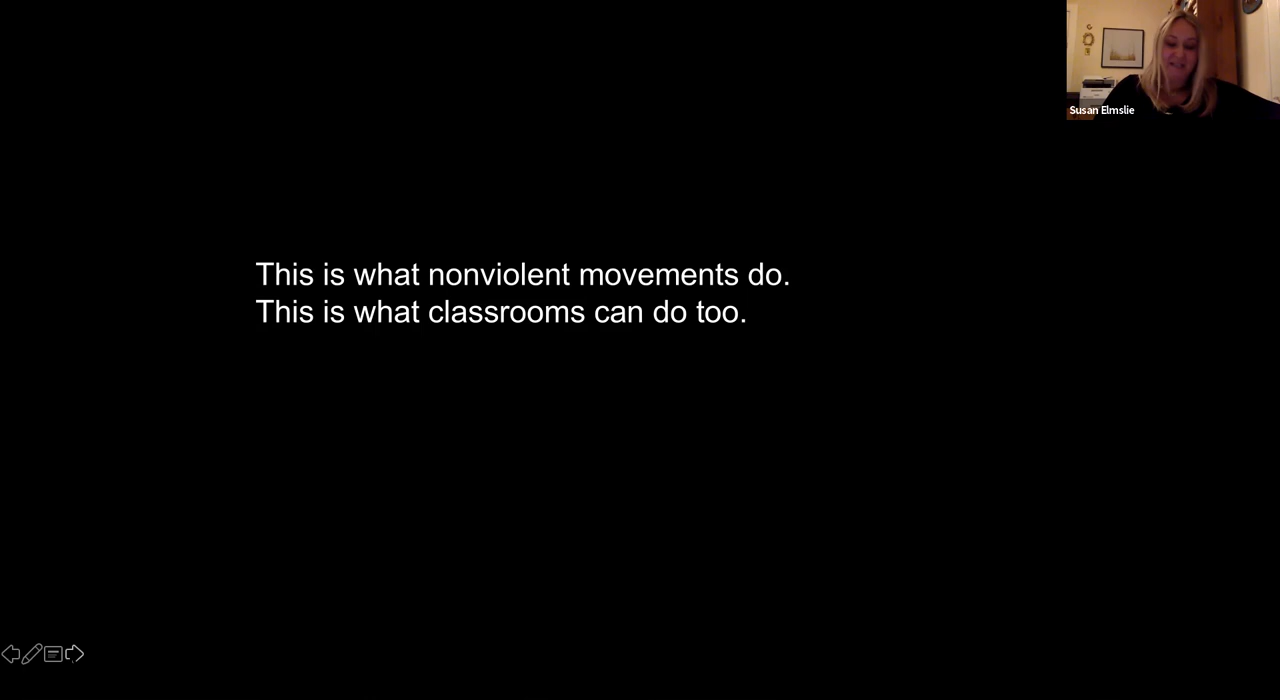 Susan Elmslie
This is what nonviolent movements do.
This is what classrooms can do too.